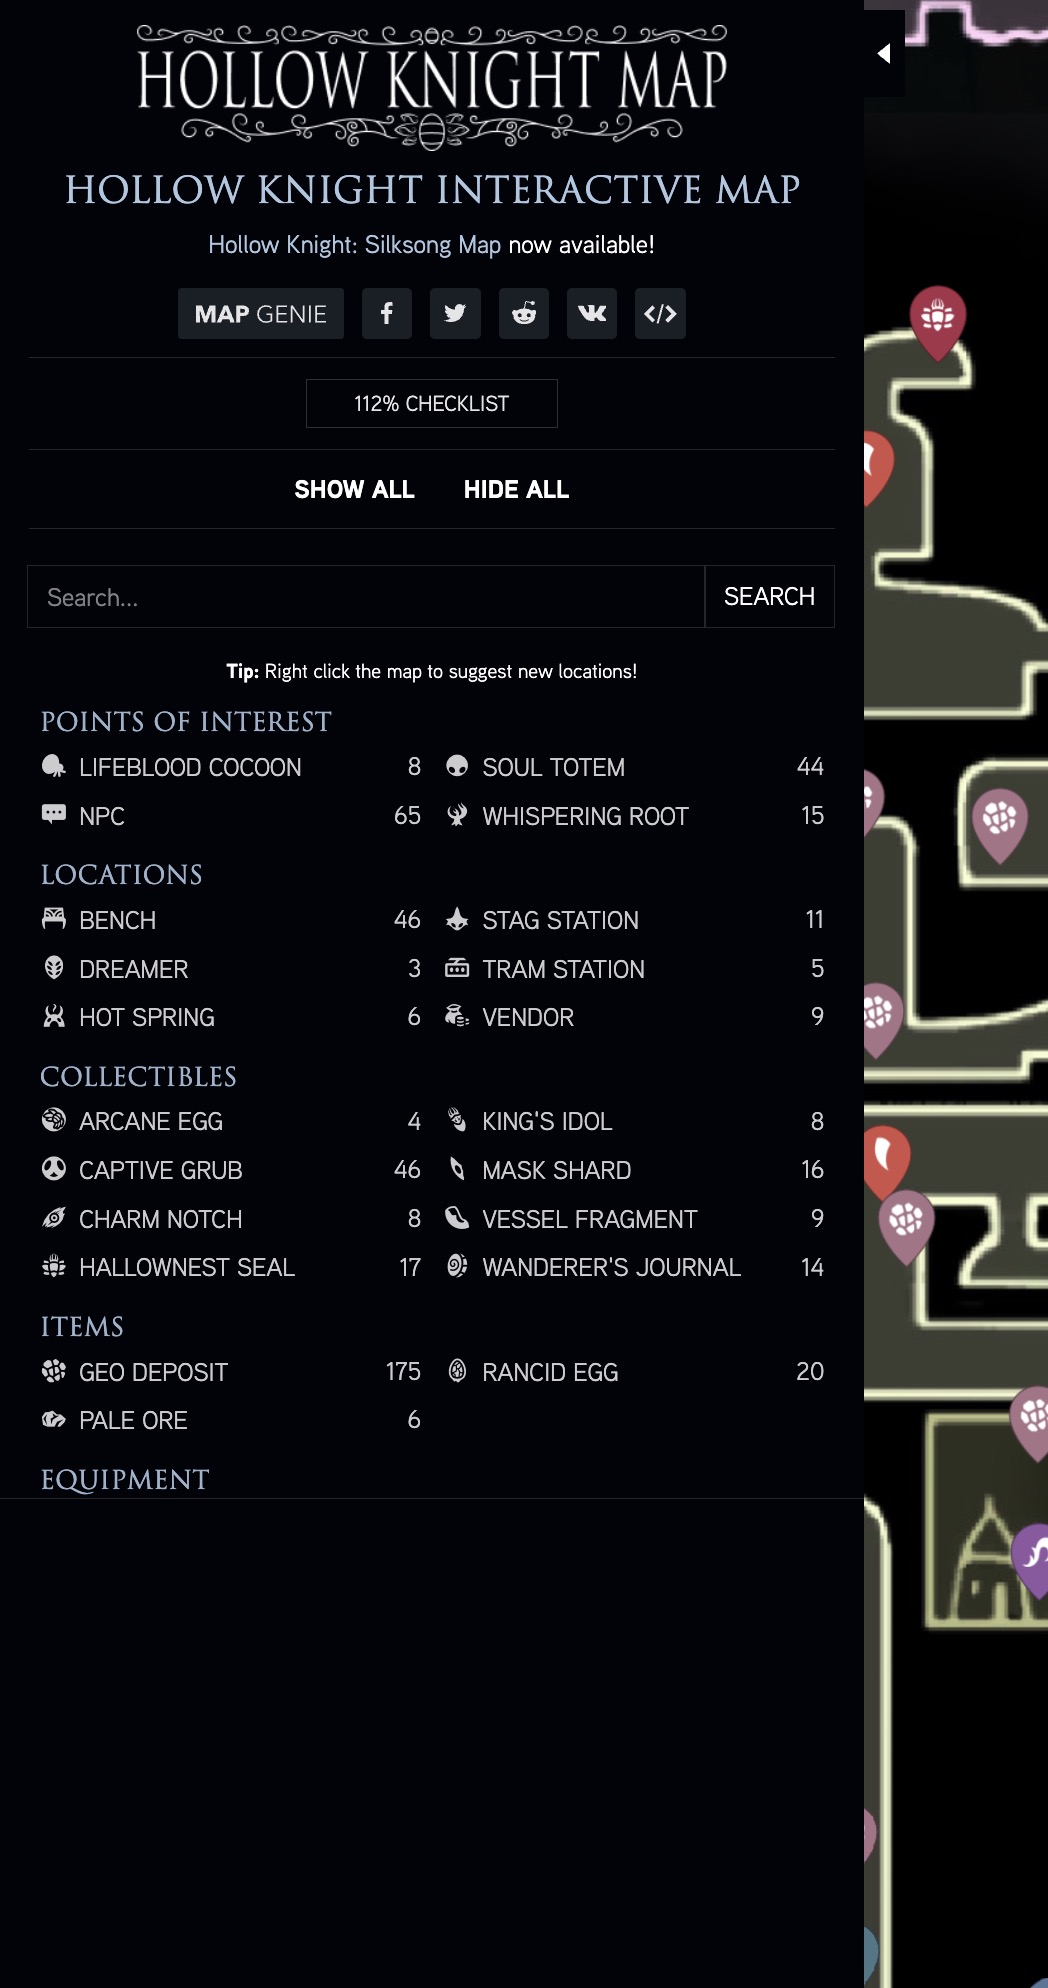 HOLLOW KNIGHT MAP
HOLLOW KNIGHT INTERACTIVE MAP
Hollow Knight: Silksong Map now available!
MAP GENIE
112% CHECKLIST
SHOW ALL HIDE ALL
Search... SEARCH
Tip: Right click the map to suggest new locations!
POINTS OF INTEREST
LIFEBLOOD COCOON 8 SOUL TOTEM 44
NPC 65 WHISPERING ROOT 15
LOCATIONS
BENCH 46 STAG STATION 11
DREAMER 3 TRAM STATION 5
HOT SPRING 6 VENDOR 9
COLLECTIBLES
ARCANE EGG 4 KING'S IDOL 8
CAPTIVE GRUB 46 MASK SHARD 16
CHARM NOTCH 8 VESSEL FRAGMENT 9
HALLOWNEST SEAL 17 WANDERER'S JOURNAL 14
ITEMS
GEO DEPOSIT 175 RANCID EGG 20
PALE ORE 6
EQUIPMENT